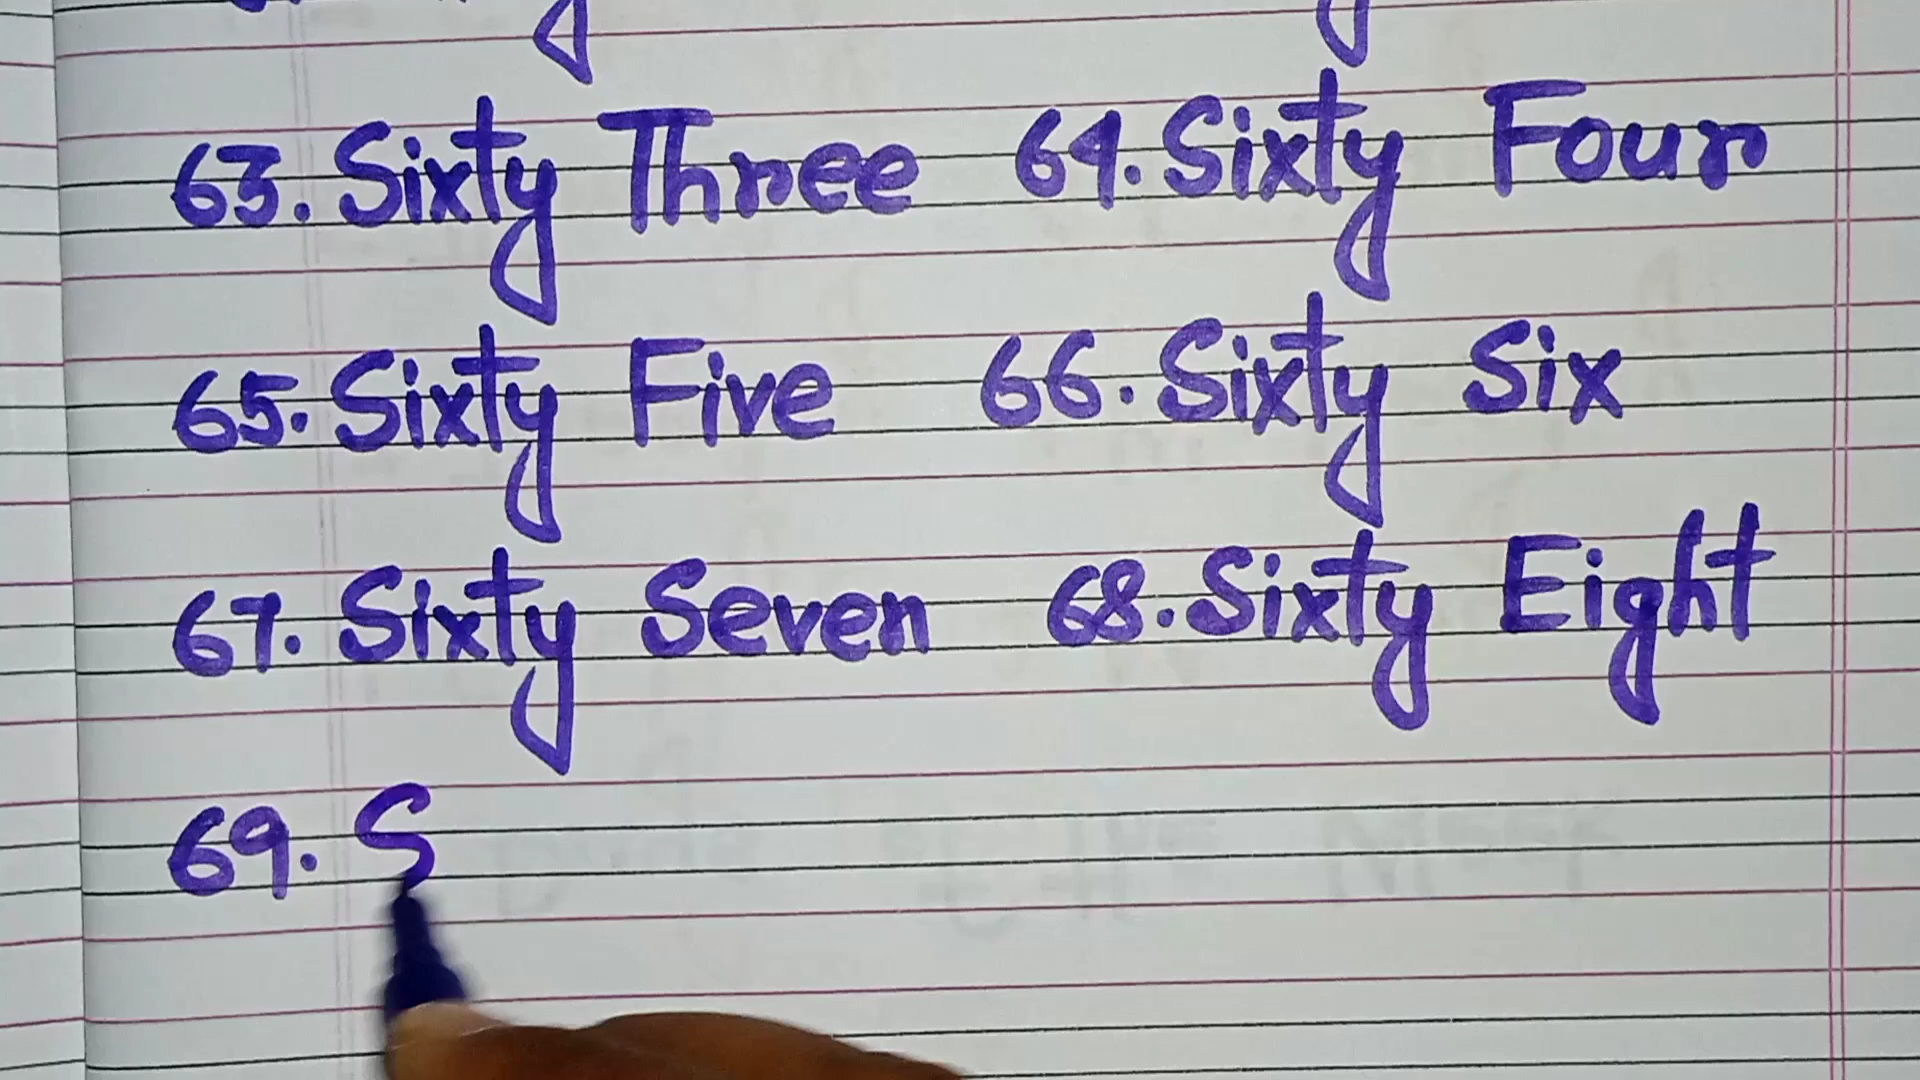 63. Sixty Three 64. Sixty Four
65. Sixty Five 66. Sixty Six
67. Sixty Seven 68. Sixty Eight
69. S